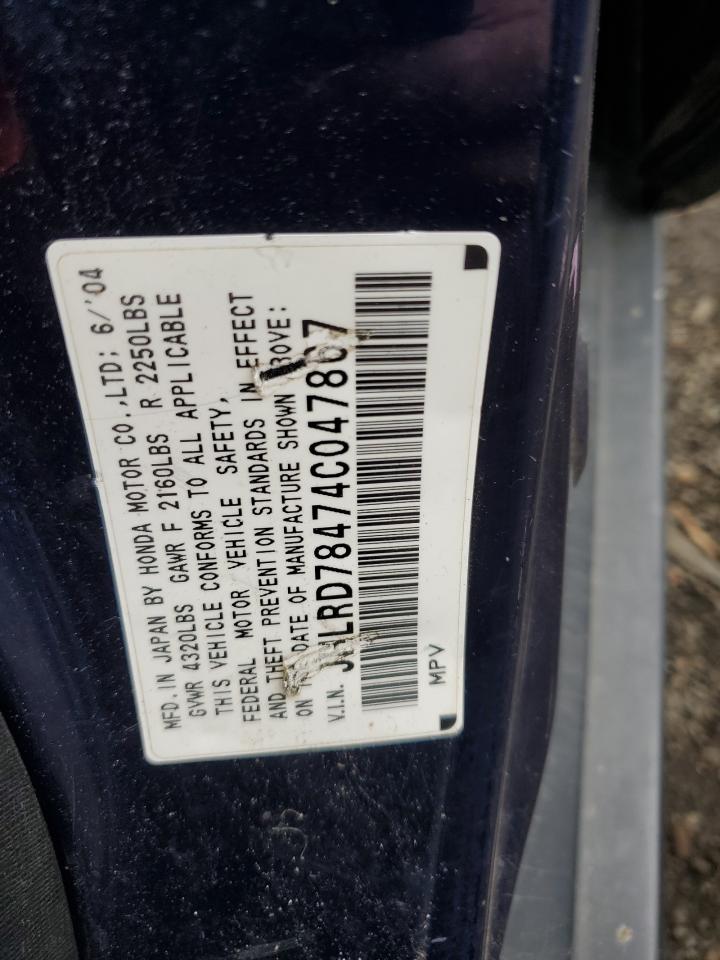 MFD. IN JAPAN BY HONDA MOTOR CO.,LTD; 6/'04
GVWR 4320LBS GAWR F 2160LBS R 2250LBS
THIS VEHICLE CONFORMS TO ALL APPLICABLE
FEDERAL MOTOR VEHICLE SAFETY,
AND THEFT PREVENTION STANDARDS IN EFFECT
ON DATE OF MANUFACTURE SHOWN ABOVE:
V.I.N. JHLRD78474C047867
MPV